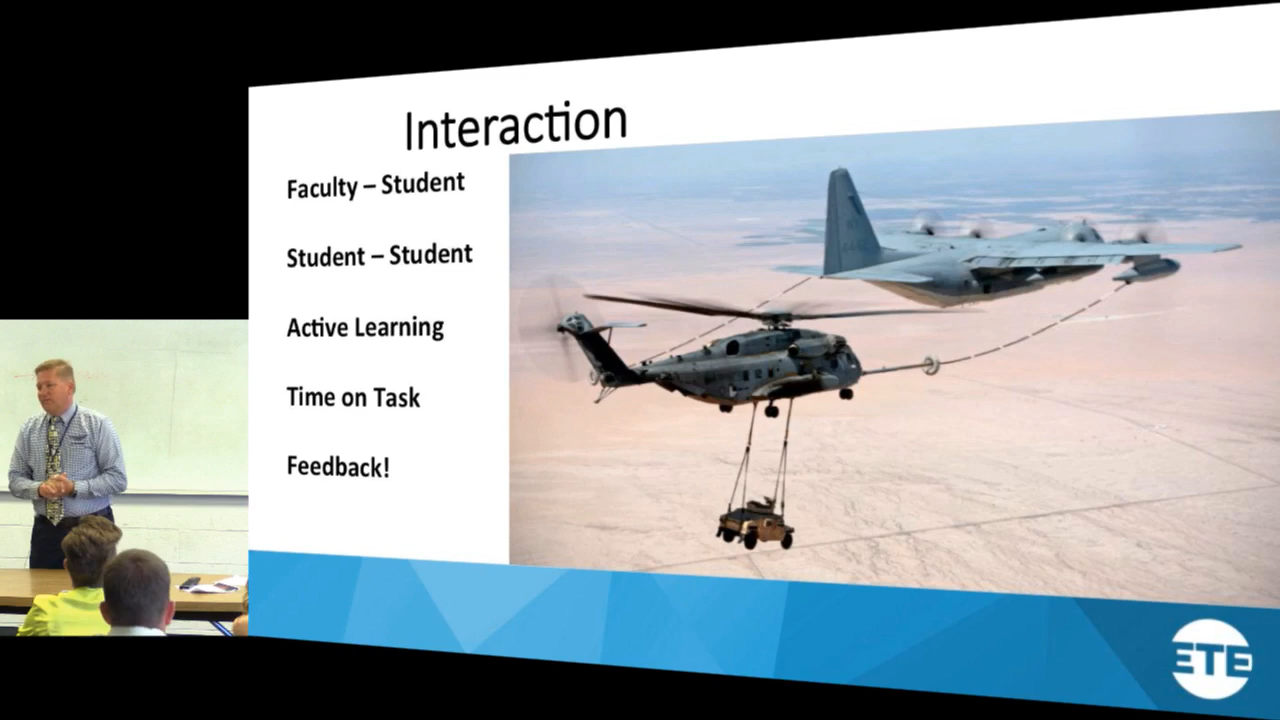 Interaction
Faculty – Student
Student – Student
Active Learning
Time on Task
Feedback!
ETE